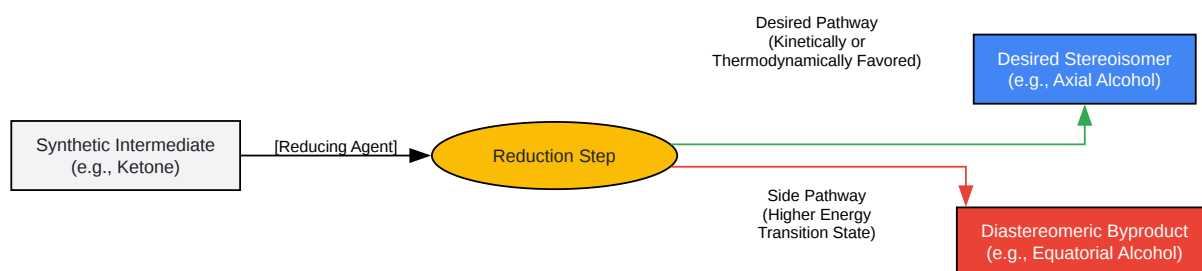 Synthetic Intermediate
(e.g., Ketone)
[Reducing Agent]
Reduction Step
Desired Pathway
(Kinetically or
Thermodynamically Favored)
Desired Stereoisomer
(e.g., Axial Alcohol)
Side Pathway
(Higher Energy
Transition State)
Diastereomeric Byproduct
(e.g., Equatorial Alcohol)